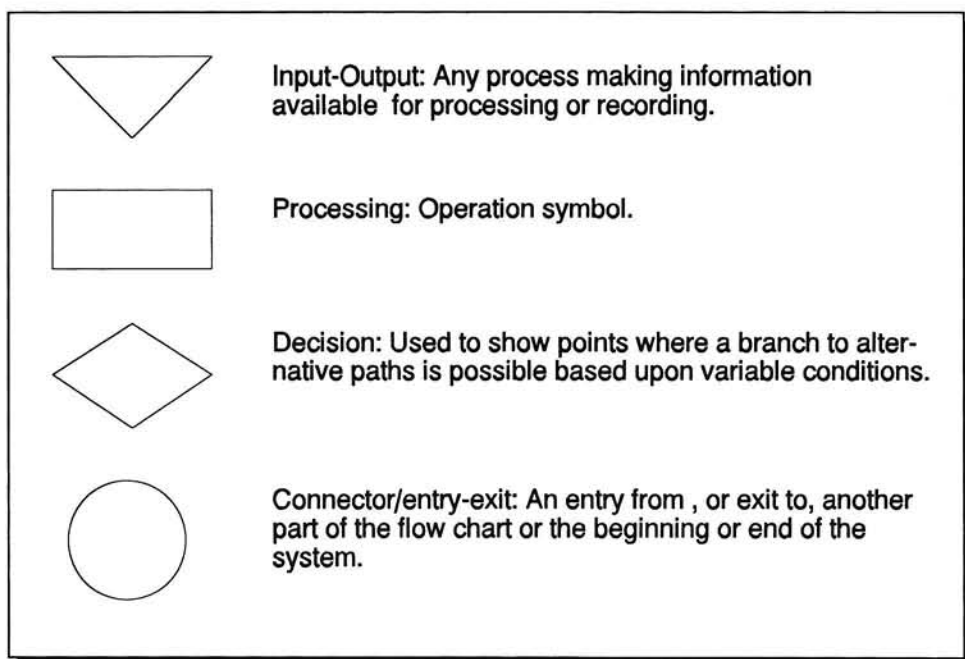 Input-Output: Any process making information
available for processing or recording.
Processing: Operation symbol.
Decision: Used to show points where a branch to alter-
native paths is possible based upon variable conditions.
Connector/entry-exit: An entry from , or exit to, another
part of the flow chart or the beginning or end of the
system.